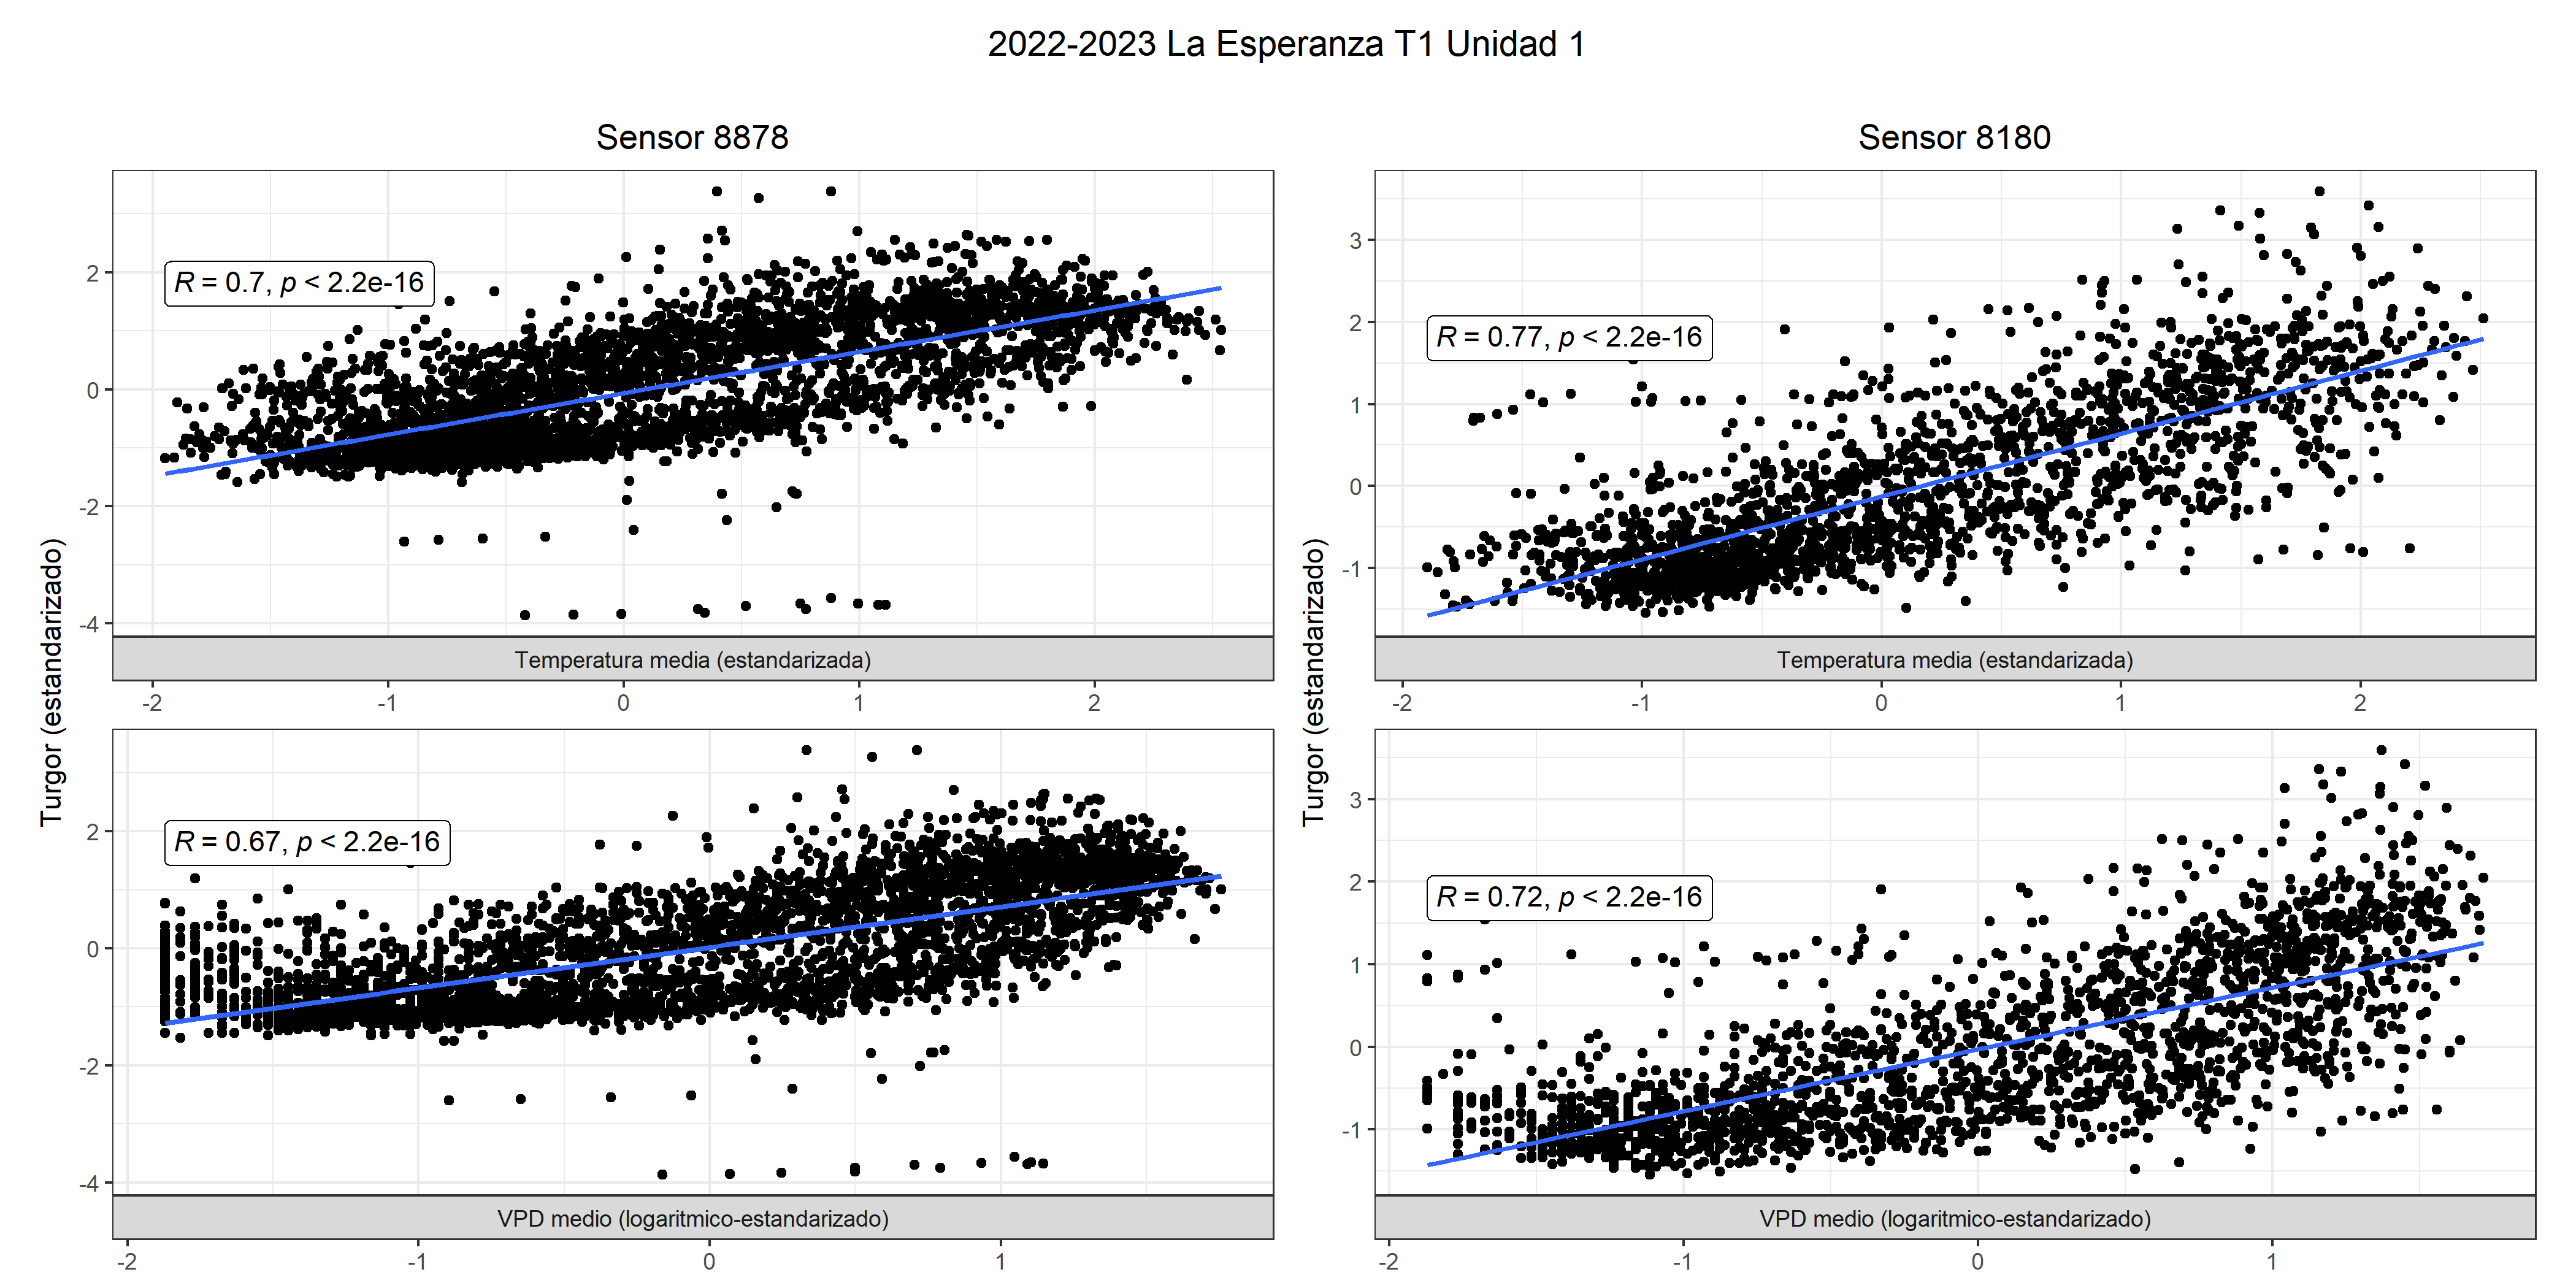 2022-2023 La Esperanza T1 Unidad 1
Sensor 8878
Sensor 8180
Turgor (estandarizado)
2
0
-2
-4
R = 0.7, p < 2.2e-16
Temperatura media (estandarizada)
-2 -1 0 1 2
2
0
-2
-4
R = 0.67, p < 2.2e-16
VPD medio (logaritmico-estandarizado)
-2 -1 0 1
Turgor (estandarizado)
3
2
1
0
-1
R = 0.77, p < 2.2e-16
Temperatura media (estandarizada)
-2 -1 0 1 2
3
2
1
0
-1
R = 0.72, p < 2.2e-16
VPD medio (logaritmico-estandarizado)
-2 -1 0 1